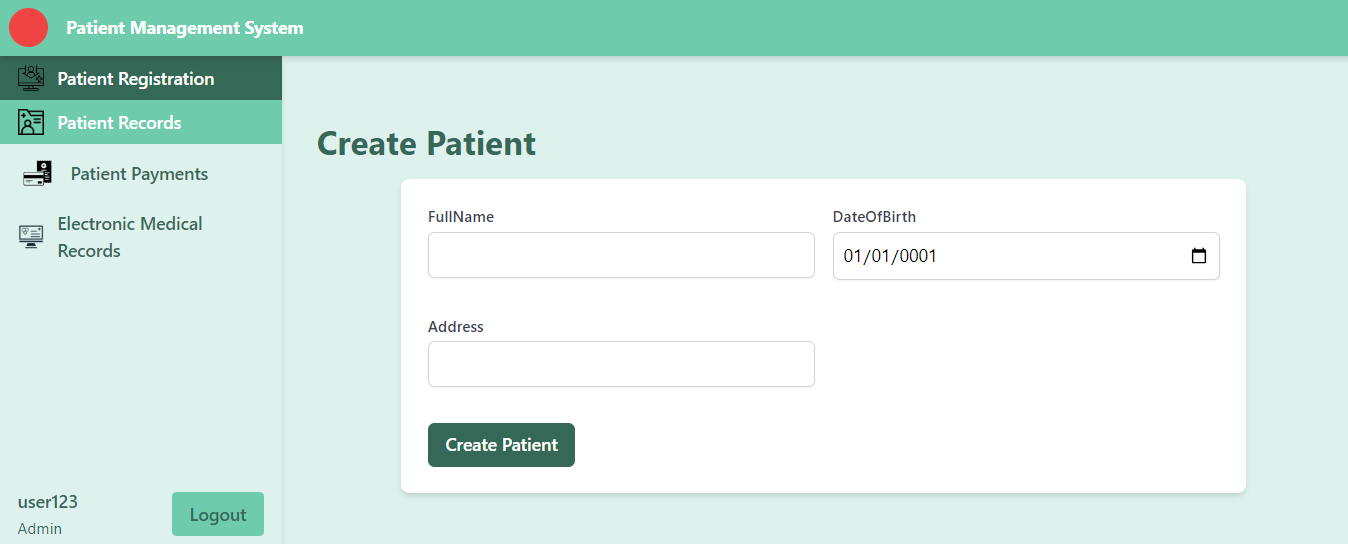 Patient Management System
Patient Registration
Patient Records
Patient Payments
Electronic Medical
Records
user123
Admin
Logout
Create Patient
FullName
DateOfBirth
01/01/0001
Address
Create Patient